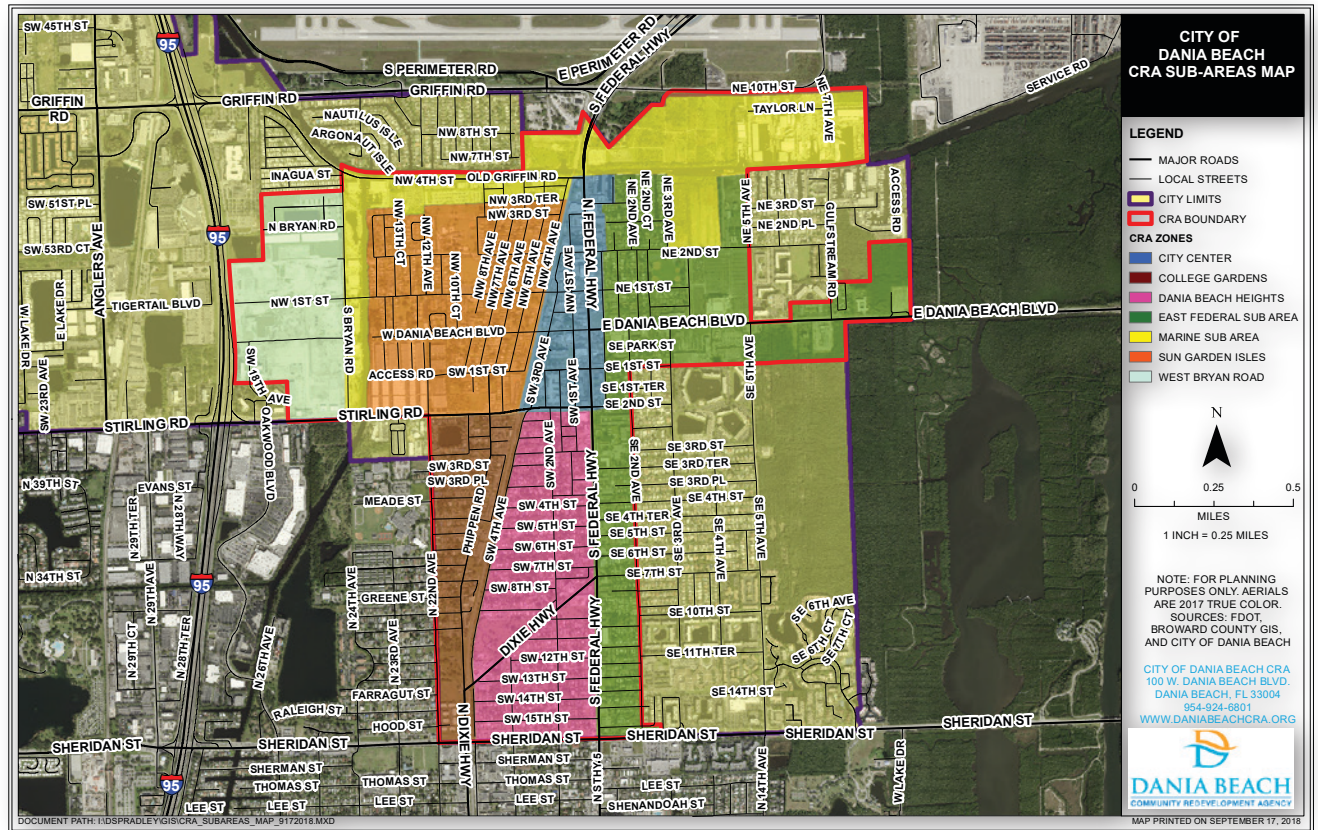 CITY OF
DANIA BEACH
CRA SUB-AREAS MAP
LEGEND
MAJOR ROADS
LOCAL STREETS
CITY LIMITS
CRA BOUNDARY
CRA ZONES
CITY CENTER
COLLEGE GARDENS
DANIA BEACH HEIGHTS
EAST FEDERAL SUB AREA
MARINE SUB AREA
SUN GARDEN ISLES
WEST BRYAN ROAD
N
0 0.25 0.5
MILES
1 INCH = 0.25 MILES
NOTE: FOR PLANNING
PURPOSES ONLY. AERIALS
ARE 2017 TRUE COLOR.
SOURCES: FDOT,
BROWARD COUNTY GIS,
AND CITY OF DANIA BEACH
CITY OF DANIA BEACH CRA
100 W. DANIA BEACH BLVD.
DANIA BEACH, FL 33004
954-924-6801
WWW.DANIABEACHCRA.ORG
DANIA BEACH
COMMUNITY REDEVELOPMENT AGENCY
SW 45TH ST
95
S PERIMETER RD
E PERIMETER RD
S FEDERAL HWY
SERVICE RD
GRIFFIN
RD
GRIFFIN RD
GRIFFIN RD
NE 10TH ST
TAYLOR LN
NE 7TH AVE
NAUTILUS ISLE
ARGONAUT ISLE
NW 8TH ST
NW 7TH ST
INAGUA ST
NW 4TH ST
OLD GRIFFIN RD
SW 51ST PL
N BRYAN RD
NW 3RD TER
NW 3RD ST
NW 13TH CT
NW 12TH AVE
NW 10TH CT
NW 8TH AVE
NW 7TH AVE
NW 6TH AVE
NW 5TH AVE
NW 4TH AVE
NW 1ST AVE
N FEDERAL HWY
NE 2ND AVE
NE 2ND CT
NE 3RD AVE
NE 5TH AVE
NE 3RD ST
NE 2ND PL
GULFSTREAM RD
ACCESS RD
SW 53RD CT
ANGLERS AVE
95
NE 2ND ST
TIGERTAIL BLVD
NW 1ST ST
NE 1ST ST
W LAKE DR
E LAKE DR
S BRYAN RD
W DANIA BEACH BLVD
E DANIA BEACH BLVD
E DANIA BEACH BLVD
SE PARK ST
SW 23RD AVE
SW 18TH AVE
ACCESS RD
SW 1ST ST
SW 3RD AVE
SW 1ST AVE
SE 1ST ST
SE 1ST TER
SE 2ND ST
SE 5TH AVE
STIRLING RD
STIRLING RD
OAKWOOD BLVD
SW 2ND AVE
SE 2ND AVE
SE 3RD ST
SE 3RD TER
SE 3RD PL
SW 3RD ST
SW 3RD PL
N 39TH ST
EVANS ST
N 29TH TER
N 28TH WAY
MEADE ST
PHIPPEN RD
SW 4TH AVE
SW 4TH ST
SE 4TH ST
SE 4TH TER
SW 5TH ST
SE 5TH ST
S FEDERAL HWY
SE 3RD AVE
SE 4TH AVE
SE 5TH AVE
SW 6TH ST
SE 6TH ST
SW 7TH ST
SE 7TH ST
N 34TH ST
95
N 29TH AVE
N 24TH AVE
N 22ND AVE
GREENE ST
SW 8TH ST
SE 6TH AVE
SE 10TH ST
DIXIE HWY
S FEDERAL HWY
N 29TH CT
N 28TH TER
N 26TH AVE
N 23RD AVE
SW 12TH ST
SE 11TH TER
SE 6TH CT
SE 7TH CT
SW 13TH ST
FARRAGUT ST
SW 14TH ST
SE 14TH ST
RALEIGH ST
HOOD ST
SW 15TH ST
SHERIDAN ST
SHERIDAN ST
SHERIDAN ST
SHERIDAN ST
SHERIDAN ST
SHERIDAN ST
N DIXIE HWY
N STHY 5
N 14TH AVE
W LAKE DR
SHERMAN ST
SHERMAN ST
THOMAS ST
THOMAS ST
THOMAS ST
95
LEE ST
LEE ST
LEE ST
LEE ST
LEE ST
SHENANDOAH ST
DOCUMENT PATH: I:\DSPRADLEY\GIS\CRA_SUBAREAS_MAP_9172018.MXD
MAP PRINTED ON SEPTEMBER 17, 2018